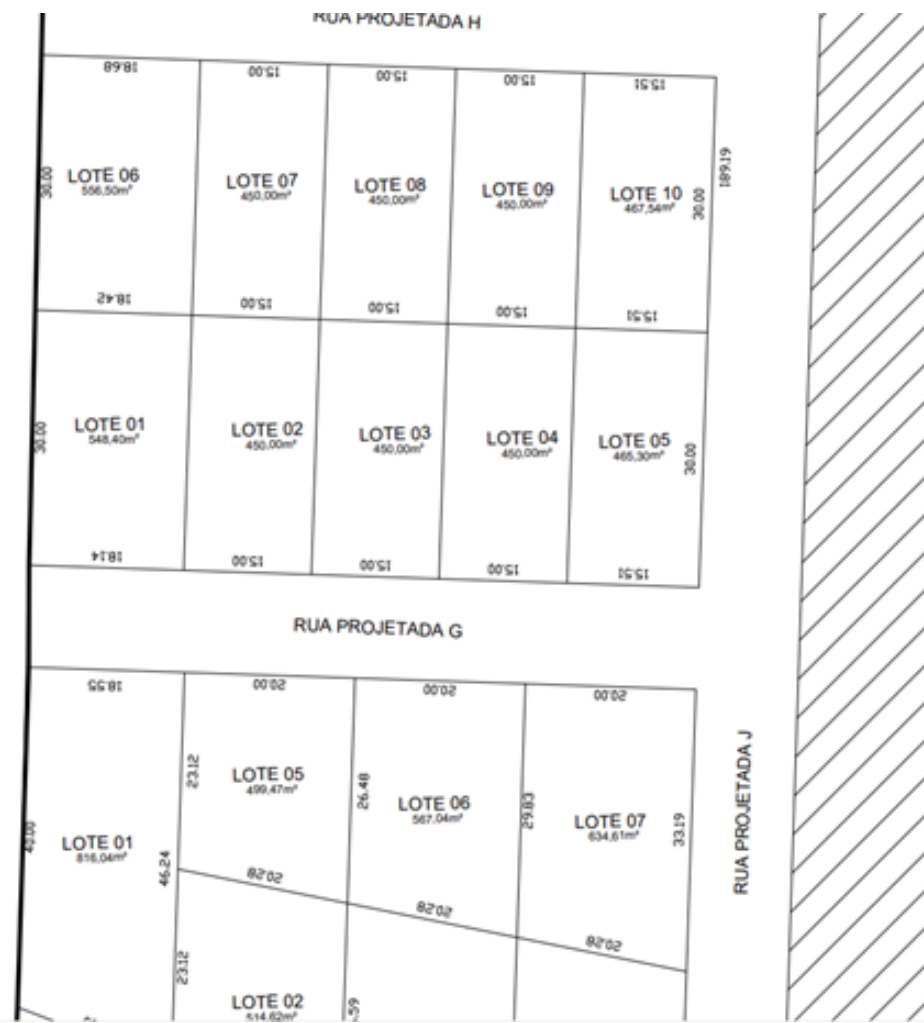 RUA PROJETADA H
18.68
15.00
15.00
15.00
15.51
30.00
LOTE 06
556,50m²
LOTE 07
450,00m²
LOTE 08
450,00m²
LOTE 09
450,00m²
LOTE 10
467,54m²
30.00
189.19
18.42
15.00
15.00
15.00
15.51
30.00
LOTE 01
548,40m²
LOTE 02
450,00m²
LOTE 03
450,00m²
LOTE 04
450,00m²
LOTE 05
465,30m²
30.00
18.14
15.00
15.00
15.00
15.51
RUA PROJETADA G
18.55
20.00
20.00
20.00
40.00
LOTE 01
816,04m²
46.24
23.12
LOTE 05
499,47m²
26.48
LOTE 06
567,04m²
29.83
LOTE 07
634,61m²
33.19
RUA PROJETADA J
20.28
20.28
20.28
23.12
LOTE 02
514,62m²